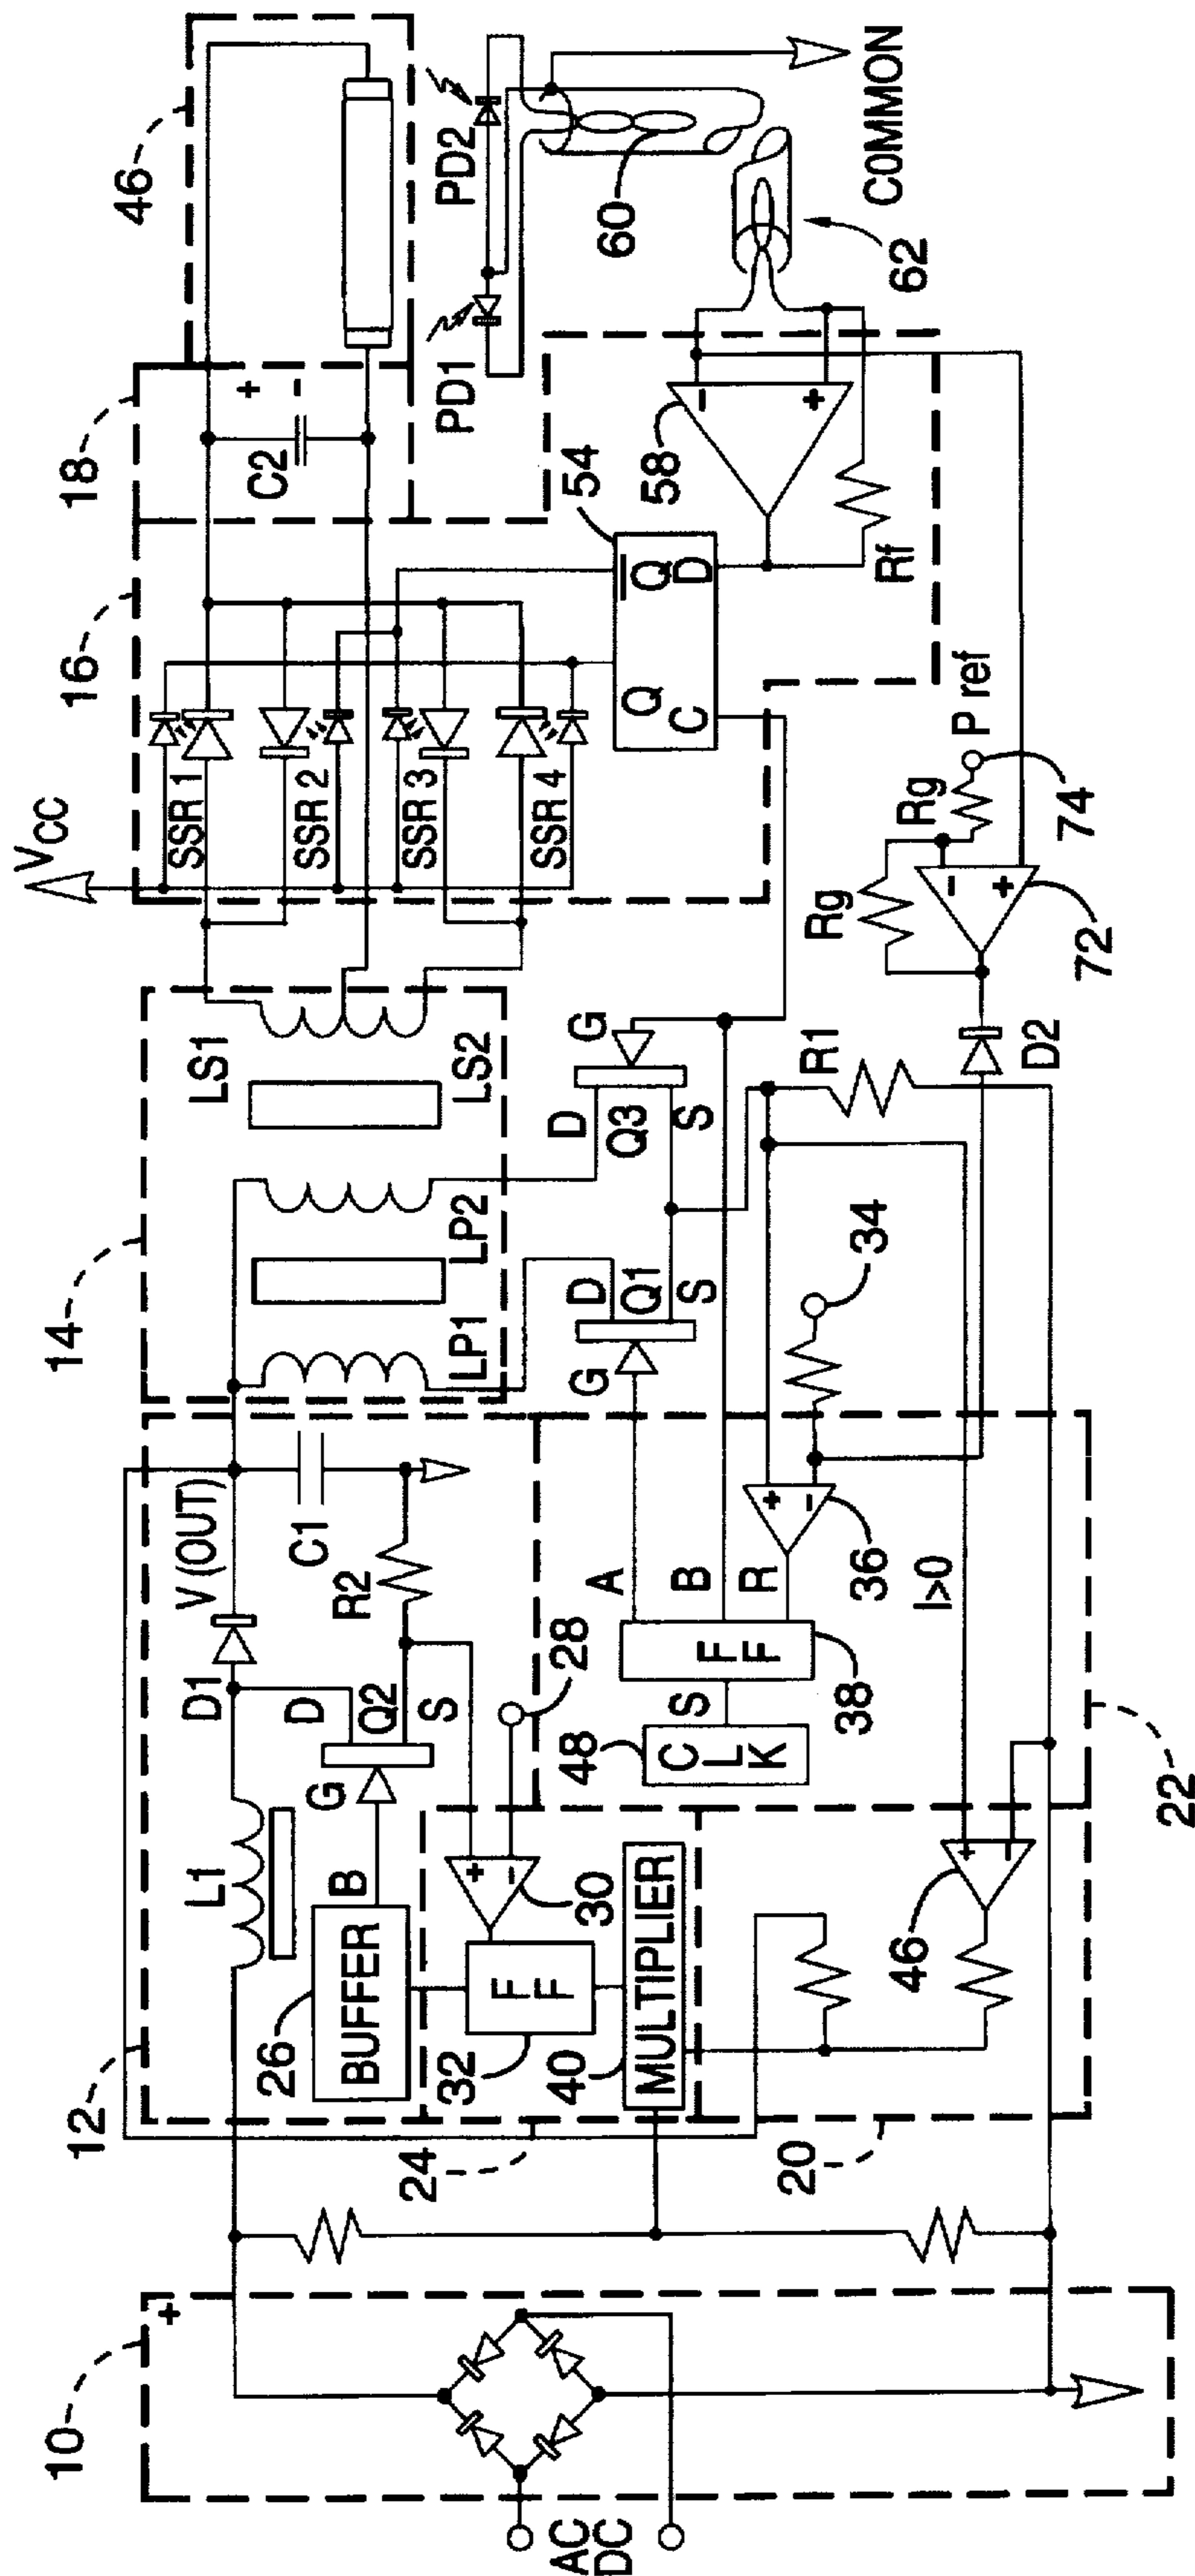 10
12
14
16
18
46
+
AC
DC
L1
D1
V (OUT)
C1
R2
26
BUFFER
B
G
D
Q2
S
28
+
−
30
32
F F
40
MULTIPLIER
24
20
22
46
+
−
I>0
48
C L K
S
F F
38
A
B
R
+
−
36
34
LP1
LP2
LS1
LS2
G
D
Q1
S
D
Q3
S
G
R1
D2
VCC
SSR 1
SSR 2
SSR 3
SSR 4
Q
Q
C
D
54
C2
+
-
PD1
PD2
60
62
COMMON
58
−
+
Rf
Rg
Rg
P ref
74
−
+
72